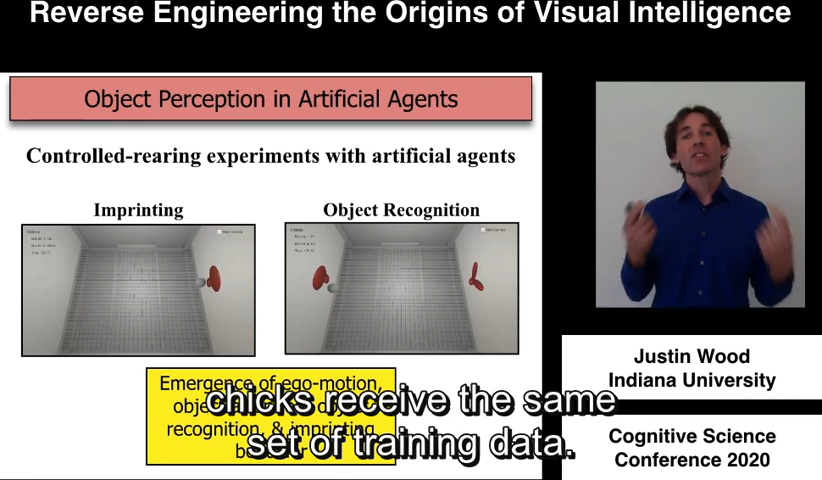 Reverse Engineering the Origins of Visual Intelligence
Object Perception in Artificial Agents
Controlled-rearing experiments with artificial agents
Imprinting
Object Recognition
Emergence of ego-motion,
recognition, & imprinting
chicks receive the same
set of training data.
Justin Wood
Indiana University
Cognitive Science
Conference 2020